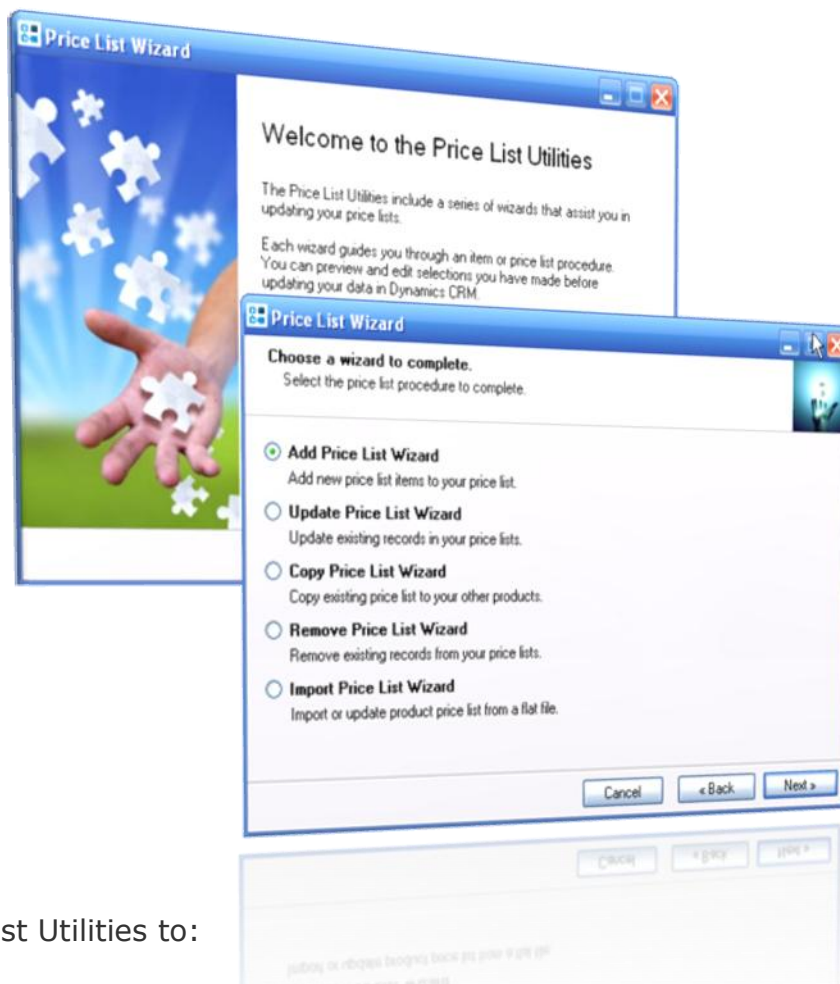 Price List Wizard
Welcome to the Price List Utilities
The Price List Utilities include a series of wizards that assist you in
updating your price lists.
Each wizard guides you through an item or price list procedure.
You can preview and edit selections you have made before
updating your data in Dynamics CRM.
Price List Wizard
Choose a wizard to complete.
Select the price list procedure to complete.
Add Price List Wizard
Add new price list items to your price list.
Update Price List Wizard
Update existing records in your price lists.
Copy Price List Wizard
Copy existing price list to your other products.
Remove Price List Wizard
Remove existing records from your price lists.
Import Price List Wizard
Import or update product price list from a flat file.
Cancel
« Back
Next »
st Utilities to: